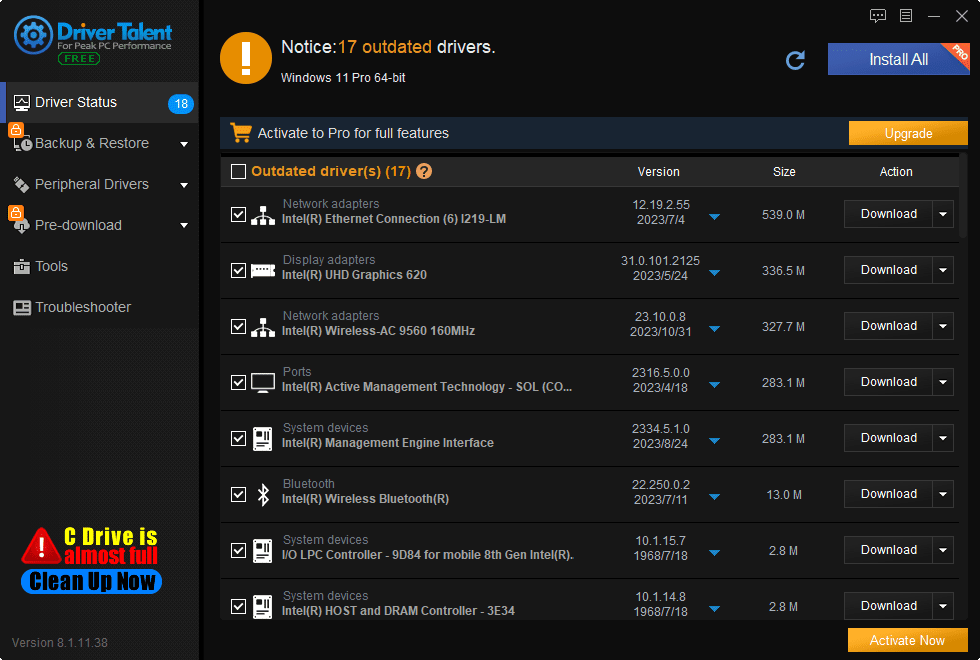 Driver Talent
For Peak PC Performance
FREE
Driver Status
18
Backup & Restore
Peripheral Drivers
Pre-download
Tools
Troubleshooter
C Drive is
almost full
Clean Up Now
Version 8.1.11.38
Notice:17 outdated drivers.
Windows 11 Pro 64-bit
Install All
PRO
Activate to Pro for full features
Upgrade
Outdated driver(s) (17) ?
Version
Size
Action
Network adapters
Intel(R) Ethernet Connection (6) I219-LM
12.19.2.55
2023/7/4
539.0 M
Download
Display adapters
Intel(R) UHD Graphics 620
31.0.101.2125
2023/5/24
336.5 M
Download
Network adapters
Intel(R) Wireless-AC 9560 160MHz
23.10.0.8
2023/10/31
327.7 M
Download
Ports
Intel(R) Active Management Technology - SOL (CO...
2316.5.0.0
2023/4/18
283.1 M
Download
System devices
Intel(R) Management Engine Interface
2334.5.1.0
2023/8/24
283.1 M
Download
Bluetooth
Intel(R) Wireless Bluetooth(R)
22.250.0.2
2023/7/11
13.0 M
Download
System devices
I/O LPC Controller - 9D84 for mobile 8th Gen Intel(R).
10.1.15.7
1968/7/18
2.8 M
Download
System devices
Intel(R) HOST and DRAM Controller - 3E34
10.1.14.8
1968/7/18
2.8 M
Download
Activate Now